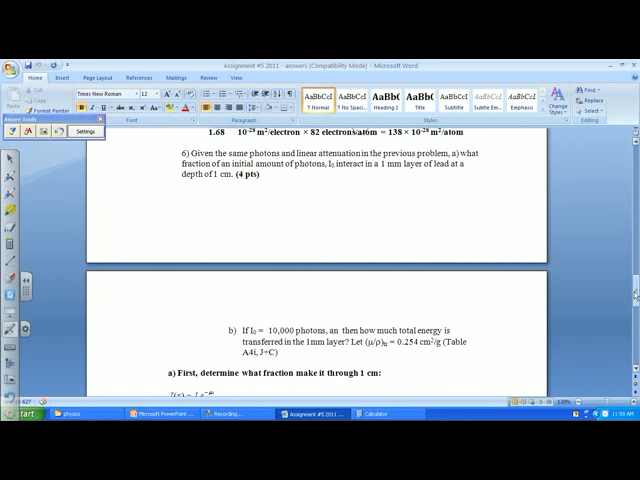 Assignment #5 2011 - answers [Compatibility Mode] - Microsoft Word
Home Insert Page Layout References Mailings Review View
Paste Cut Copy Format Painter
Times New Roman 12
AaBbCcI AaBbCcI AaBb( AaBb( AaBbCcI AaBbCcI AaBbCcI
¶ Normal ¶ No Spaci... Heading 1 Title Subtitle Subtle Em... Emphasis
Change Styles
Find
Replace
Select
Font Paragraph Styles Editing
Settings
1.68 10⁻²⁸ m²/electron × 82 electrons/atom = 138 × 10⁻²⁸ m²/atom
6) Given the same photons and linear attenuation in the previous problem, a) what
fraction of an initial amount of photons, I₀ interact in a 1 mm layer of lead at a
depth of 1 cm. (4 pts)
b) If I₀ = 10,000 photons, an then how much total energy is
transferred in the 1mm layer? Let (μ/ρ)ₜᵣ = 0.254 cm²/g (Table
A4i, J+C)
a) First, determine what fraction make it through 1 cm:
627 120%
start physics Microsoft PowerPoint ... Recording... Assignment #5 2011 ... Calculator 11:58 AM